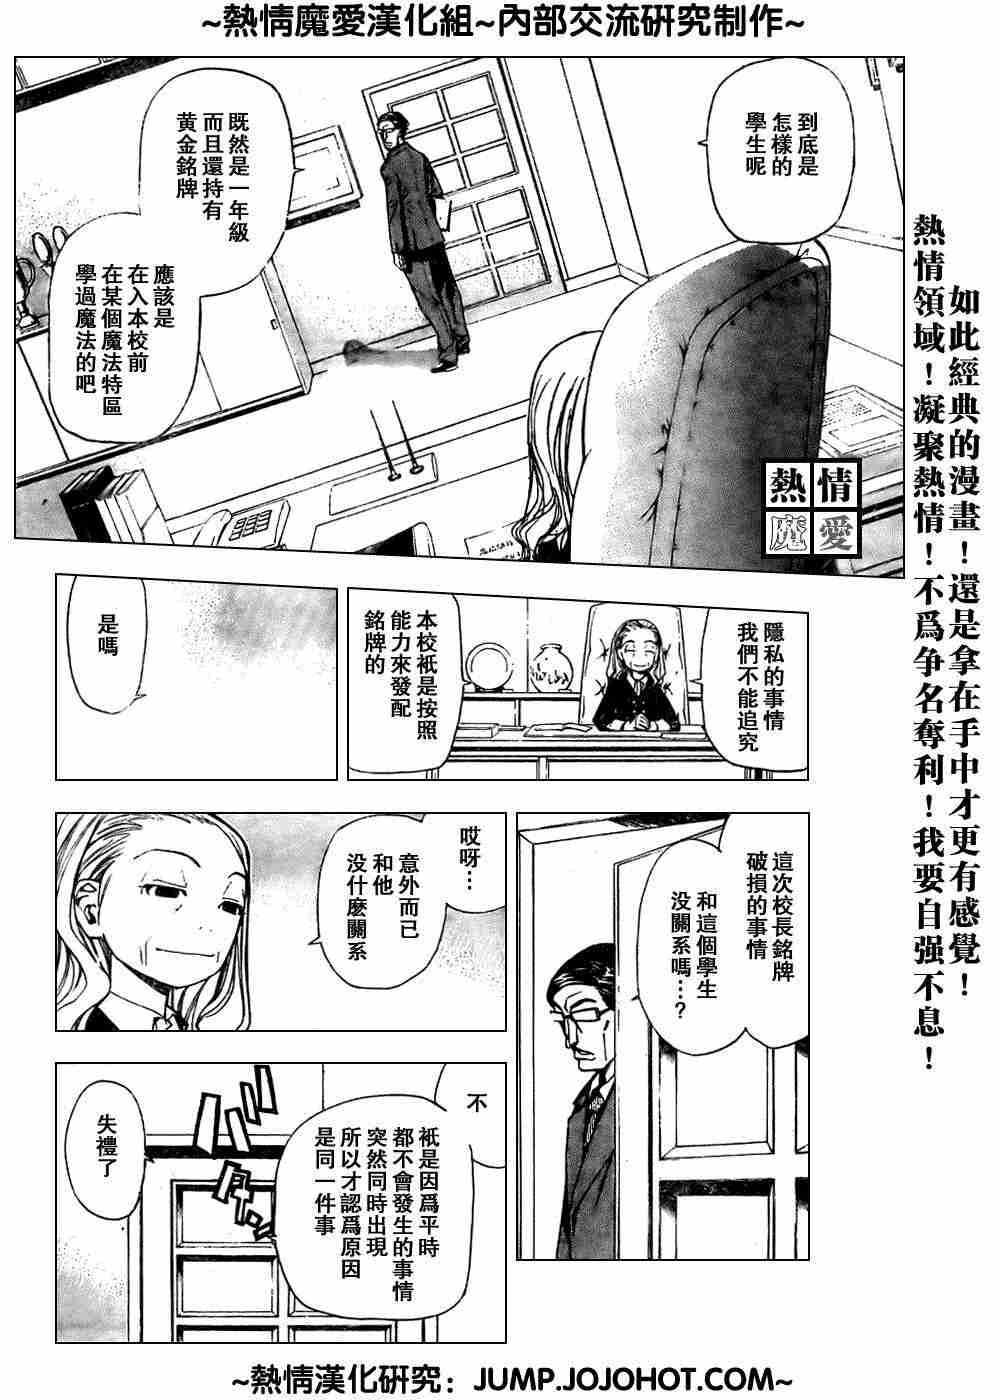 ~熱情魔愛漢化組~內部交流研究制作~
到底是
怎樣的
學生呢
既然是一年級
而且還持有
黄金銘牌
應該是
在入本校前
在某個魔法特區
學過魔法的吧
熱情
魔愛
隱私的事情
我們不能追究
本校衹是按照
能力來發配
銘牌的
是嗎
這次校長銘牌
破損的事情
和這個學生
没關系嗎…?
哎呀…
意外而已
和他
没什麽關系
不
衹是因爲平時
都不會發生的事情
突然同時出現
所以才認爲原因
是同一件事
失禮了
如此經典的漫畫！還是拿在手中才更有感覺！
熱情領域！凝聚熱情！不爲争名奪利！我要自强不息！
~熱情漢化研究：JUMP.JOJOHOT.COM~